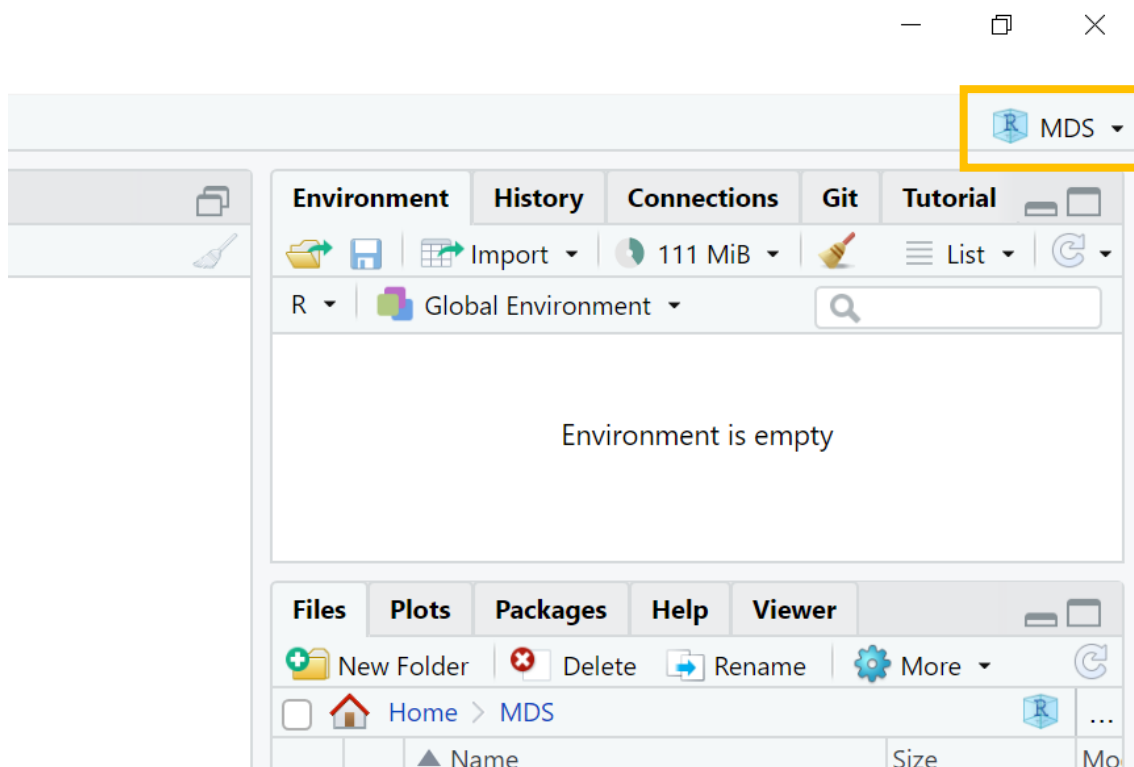 MDS
Environment History Connections Git Tutorial
Import 111 MiB List
R Global Environment
Environment is empty
Files Plots Packages Help Viewer
New Folder Delete Rename More
Home MDS R ...
Name Size Mo